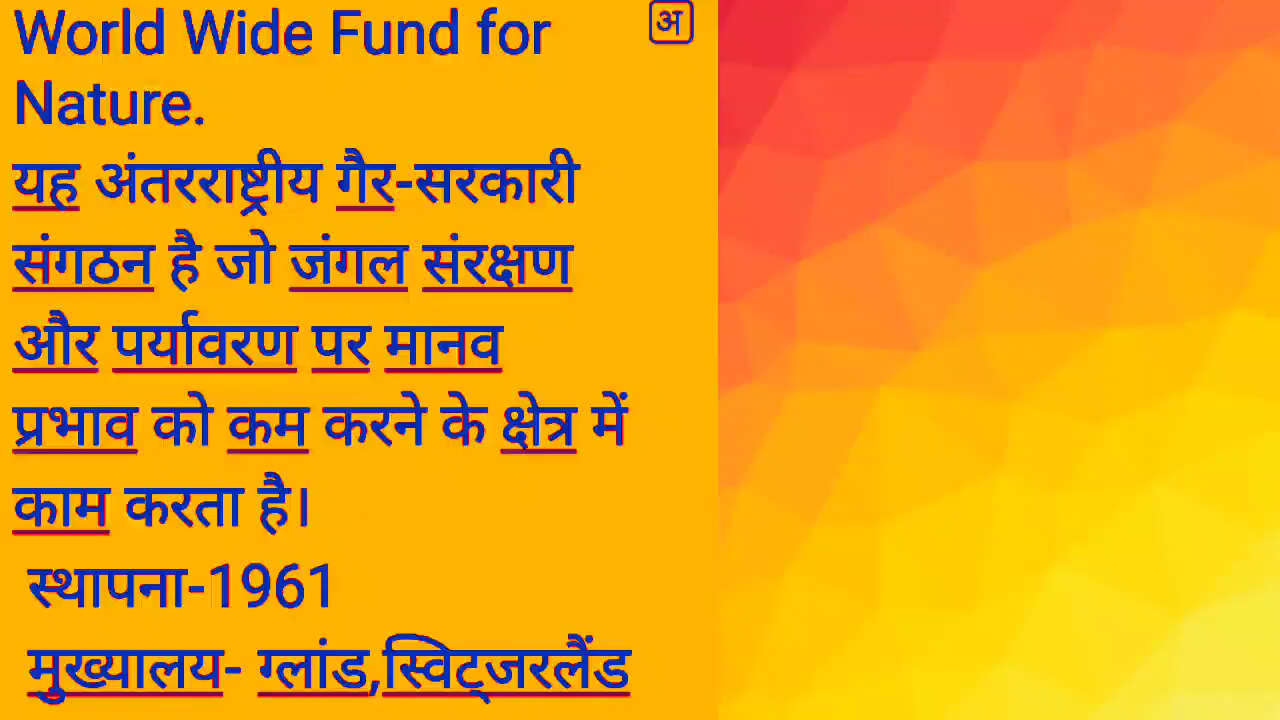 World Wide Fund for
अ
Nature.
यह अंतरराष्ट्रीय गैर-सरकारी
संगठन है जो जंगल संरक्षण
और पर्यावरण पर मानव
प्रभाव को कम करने के क्षेत्र में
काम करता है।
स्थापना-1961
मुख्यालय- ग्लांड,स्विट्जरलैंड